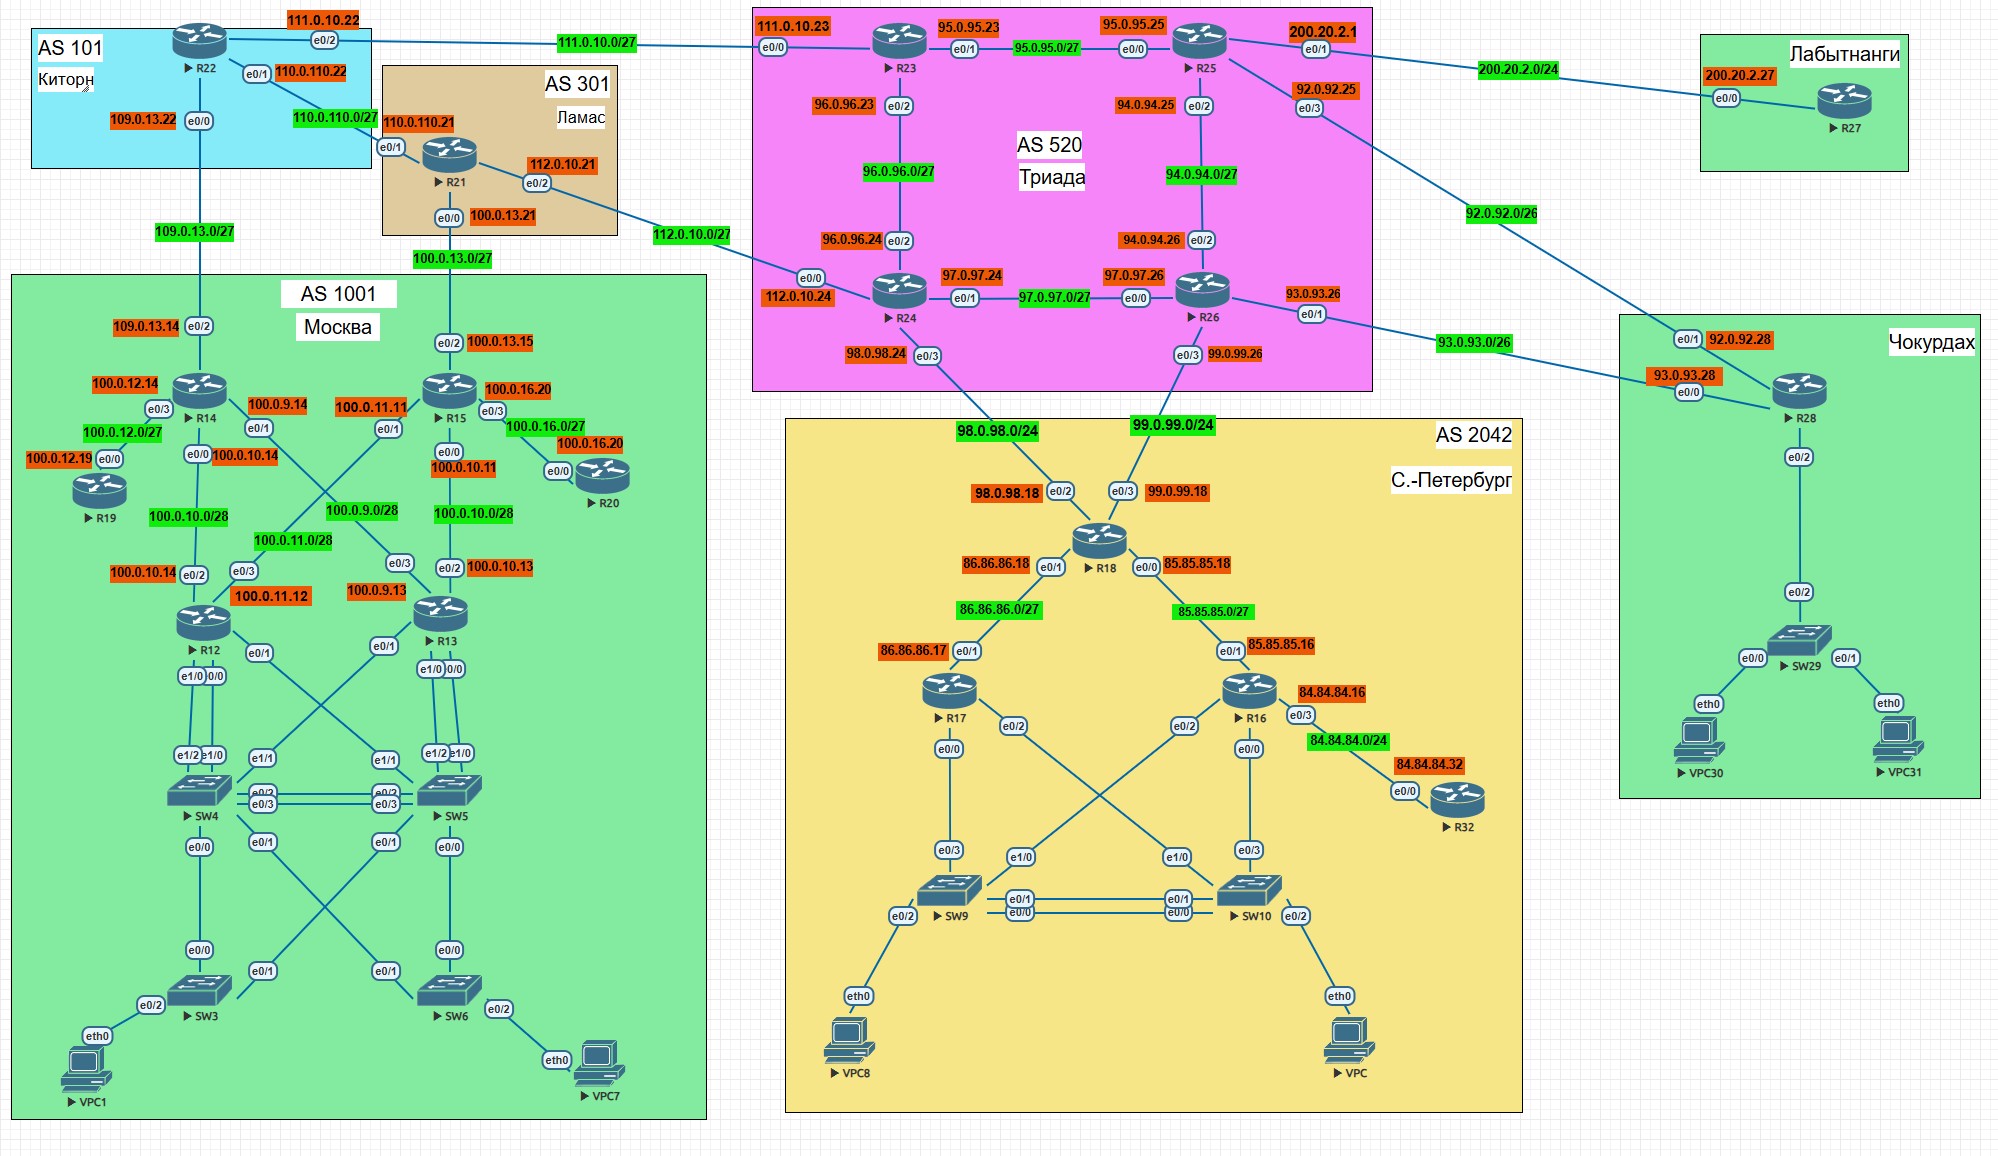 AS 101
Киторн
111.0.10.22
e0/2
R22
e0/1
110.0.110.22
109.0.13.22
e0/0
110.0.110.0/27
111.0.10.0/27
109.0.13.0/27
AS 301
Ламас
110.0.110.21
e0/1
R21
112.0.10.21
e0/2
e0/0
100.0.13.21
112.0.10.0/27
100.0.13.0/27
AS 520
Триада
111.0.10.23
e0/0
R23
95.0.95.23
e0/1
95.0.95.0/27
95.0.95.25
e0/0
R25
200.20.2.1
e0/1
92.0.92.25
e0/3
96.0.96.23
e0/2
94.0.94.25
e0/2
96.0.96.0/27
94.0.94.0/27
96.0.96.24
e0/2
94.0.94.26
e0/2
e0/0
112.0.10.24
R24
97.0.97.24
e0/1
97.0.97.0/27
97.0.97.26
e0/0
R26
93.0.93.26
e0/1
98.0.98.24
e0/3
e0/3
99.0.99.26
200.20.2.0/24
92.0.92.0/26
93.0.93.0/26
98.0.98.0/24
99.0.99.0/24
Лабытнанги
200.20.2.27
e0/0
R27
Чокурдах
e0/1
92.0.92.28
93.0.93.28
e0/0
R28
e0/2
e0/2
SW29
e0/0
e0/1
eth0
eth0
VPC30
VPC31
AS 1001
Москва
109.0.13.14
e0/2
e0/2
100.0.13.15
100.0.12.14
e0/3
R14
100.0.9.14
e0/1
100.0.11.11
e0/1
R15
100.0.16.20
e0/3
100.0.12.0/27
100.0.16.0/27
100.0.12.19
e0/0
R19
e0/0
100.0.10.14
e0/0
100.0.10.11
100.0.16.20
e0/0
R20
100.0.10.0/28
100.0.9.0/28
100.0.10.0/28
100.0.11.0/28
100.0.10.14
e0/2
e0/3
100.0.11.12
e0/3
100.0.9.13
e0/2
100.0.10.13
R12
R13
e0/1
e0/1
e1/0
0/0
e1/0
0/0
e1/2
e1/0
e1/1
e1/1
e1/2
e1/0
e0/2
e0/3
e0/2
e0/3
SW4
SW5
e0/0
e0/1
e0/1
e0/0
e0/0
e0/1
e0/1
e0/0
SW3
SW6
e0/2
e0/2
eth0
eth0
VPC1
VPC7
AS 2042
С.-Петербург
98.0.98.18
e0/2
e0/3
99.0.99.18
R18
86.86.86.18
e0/1
e0/0
85.85.85.18
86.86.86.0/27
85.85.85.0/27
86.86.86.17
e0/1
e0/1
85.85.85.16
R17
R16
84.84.84.16
e0/3
e0/2
e0/2
e0/0
e0/0
84.84.84.0/24
84.84.84.32
e0/0
R32
e0/3
e1/0
e1/0
e0/3
e0/1
e0/0
e0/1
e0/0
SW9
SW10
e0/2
e0/2
eth0
eth0
VPC8
VPC